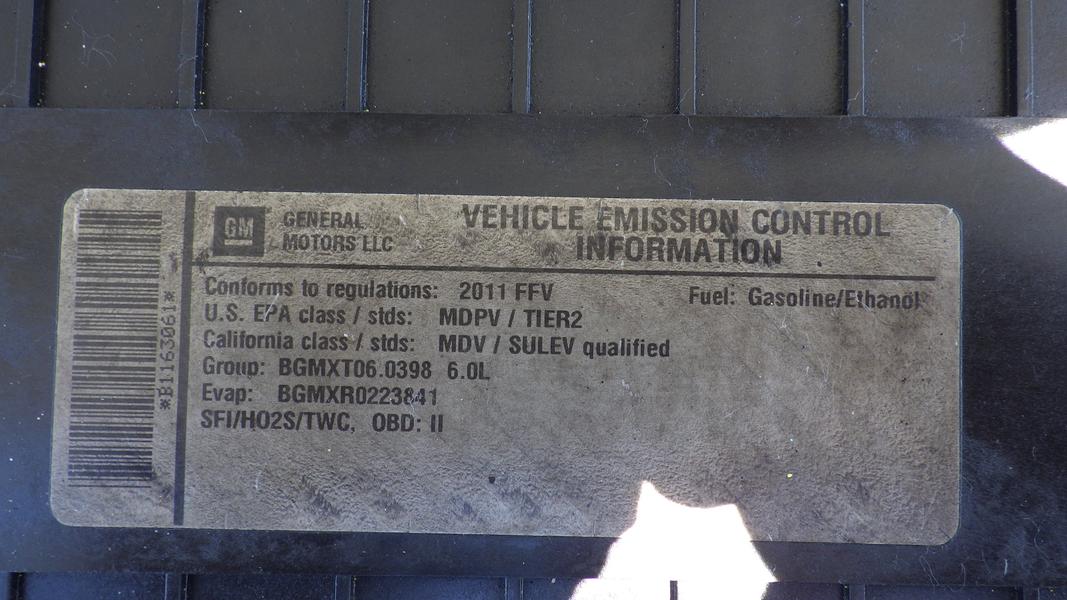 GM
GENERAL
MOTORS LLC
VEHICLE EMISSION CONTROL
INFORMATION
Conforms to regulations: 2011 FFV
Fuel: Gasoline/Ethanol
U.S. EPA class / stds: MDPV / TIER2
California class / stds: MDV / SULEV qualified
Group: BGMXT06.0398 6.0L
Evap: BGMXR0223841
SFI/HO2S/TWC, OBD: II
*B1163061*